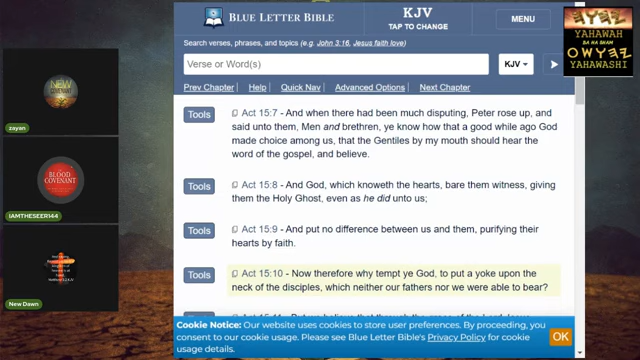 BLUE LETTER BIBLE
KJV
TAP TO CHANGE
MENU
YAHAWAH
YAHAWASHI
Search verses, phrases, and topics (e.g. John 3:16, Jesus faith love)
Verse or Word(s)
KJV
Prev Chapter | Help | Quick Nav | Advanced Options | Next Chapter
Tools
Act 15:7 - And when there had been much disputing, Peter rose up, and
said unto them, Men and brethren, ye know how that a good while ago God
made choice among us, that the Gentiles by my mouth should hear the
word of the gospel, and believe.
Tools
Act 15:8 - And God, which knoweth the hearts, bare them witness, giving
them the Holy Ghost, even as he did unto us;
Tools
Act 15:9 - And put no difference between us and them, purifying their
hearts by faith.
Tools
Act 15:10 - Now therefore why tempt ye God, to put a yoke upon the
neck of the disciples, which neither our fathers nor we were able to bear?
Cookie Notice: Our website uses cookies to store user preferences. By proceeding, you
consent to our cookie usage. Please see Blue Letter Bible's Privacy Policy for cookie
usage details.
OK
NEW
COVENANT
zayan
BLOOD
COVENANT
IAMTHESEER144
New Dawn